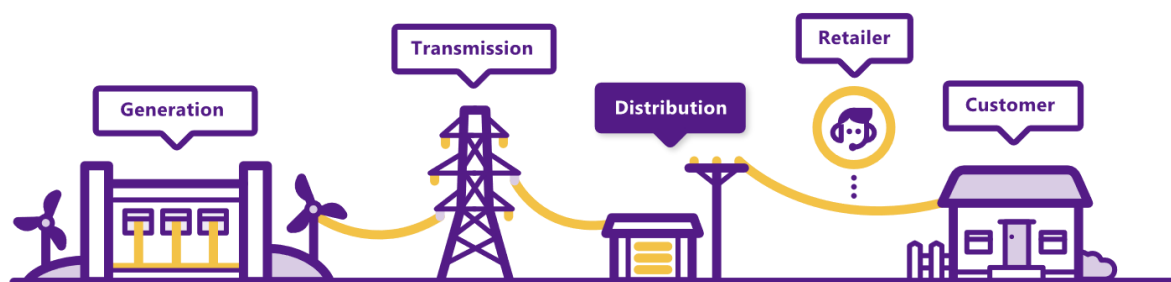 Generation
Transmission
Distribution
Retailer
Customer